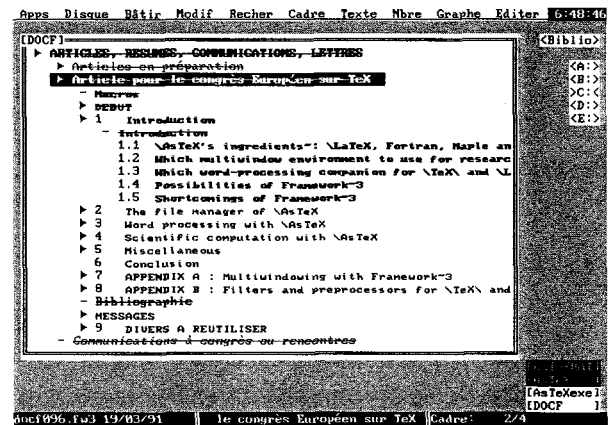 Apps Disque Bâtir Modif Recher Cadre Texte Nbre Graphe Editer 6:48:46
[DOCF]
<Biblio>
ARTICLES, RESUMES, COMMUNICATIONS, LETTRES
<A:>
Articles en préparation
<B:>
Article pour le congrès Européen sur TeX
>C:<
- Macros
<D:>
DEBUT
<E:>
1 Introduction
- Introduction
1.1 \AsTeX's ingredients~: \LaTeX, Fortran, Maple an
1.2 Which multiwindow environment to use for researc
1.3 Which word-processing companion for \TeX\ and \L
1.4 Possibilities of Framework~3
1.5 Shortcomings of Framework~3
2 The file manager of \AsTeX
3 Word processing with \AsTeX
4 Scientific computation with \AsTeX
5 Miscellaneous
6 Conclusion
7 APPENDIX A : Multiwindowing with Framework~3
8 APPENDIX B : Filters and preprocessors for \TeX\ and
- Bibliographie
MESSAGES
9 DIVERS A REUTILISER
- Communications à congrès ou rencontres
[AsTeXexe]
[DOCF ]
docf096.fw3 19/03/91 le congrès Européen sur TeX Cadre: 2/4